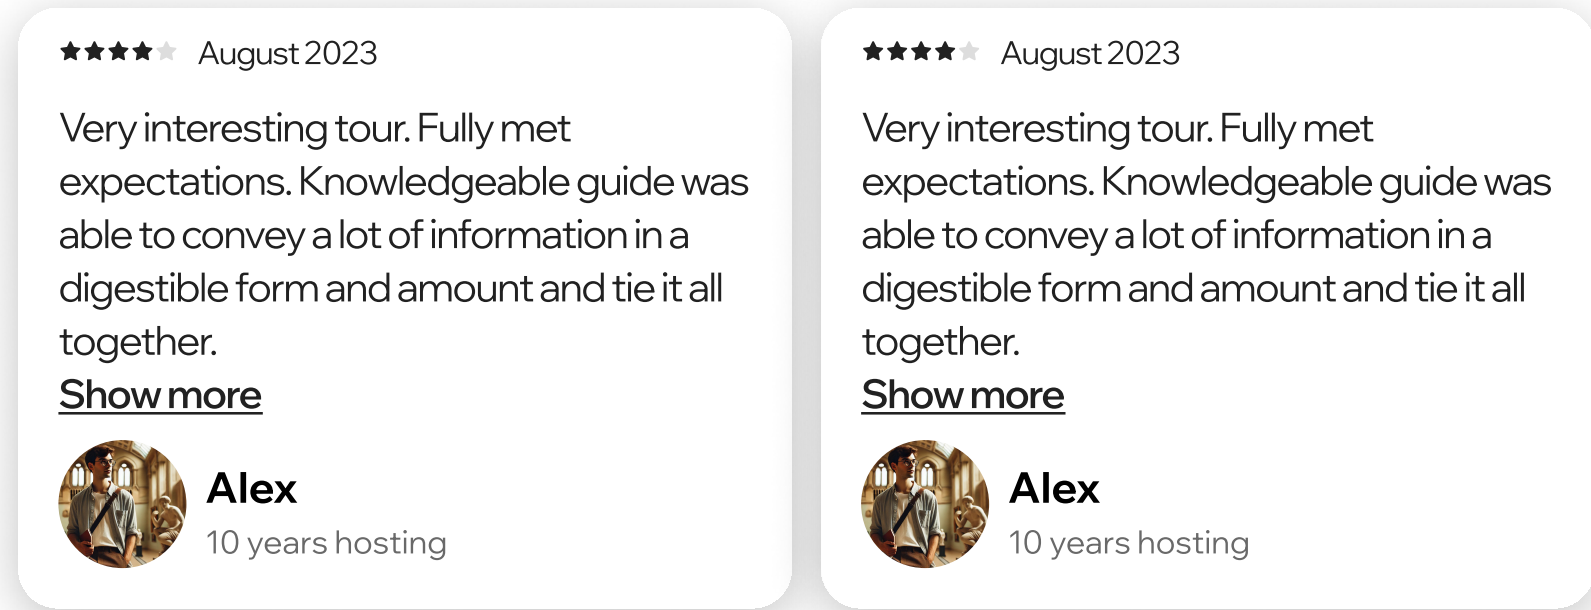 August 2023
Very interesting tour. Fully met
expectations. Knowledgeable guide was
able to convey a lot of information in a
digestible form and amount and tie it all
together.
Show more
Alex
10 years hosting
August 2023
Very interesting tour. Fully met
expectations. Knowledgeable guide was
able to convey a lot of information in a
digestible form and amount and tie it all
together.
Show more
Alex
10 years hosting